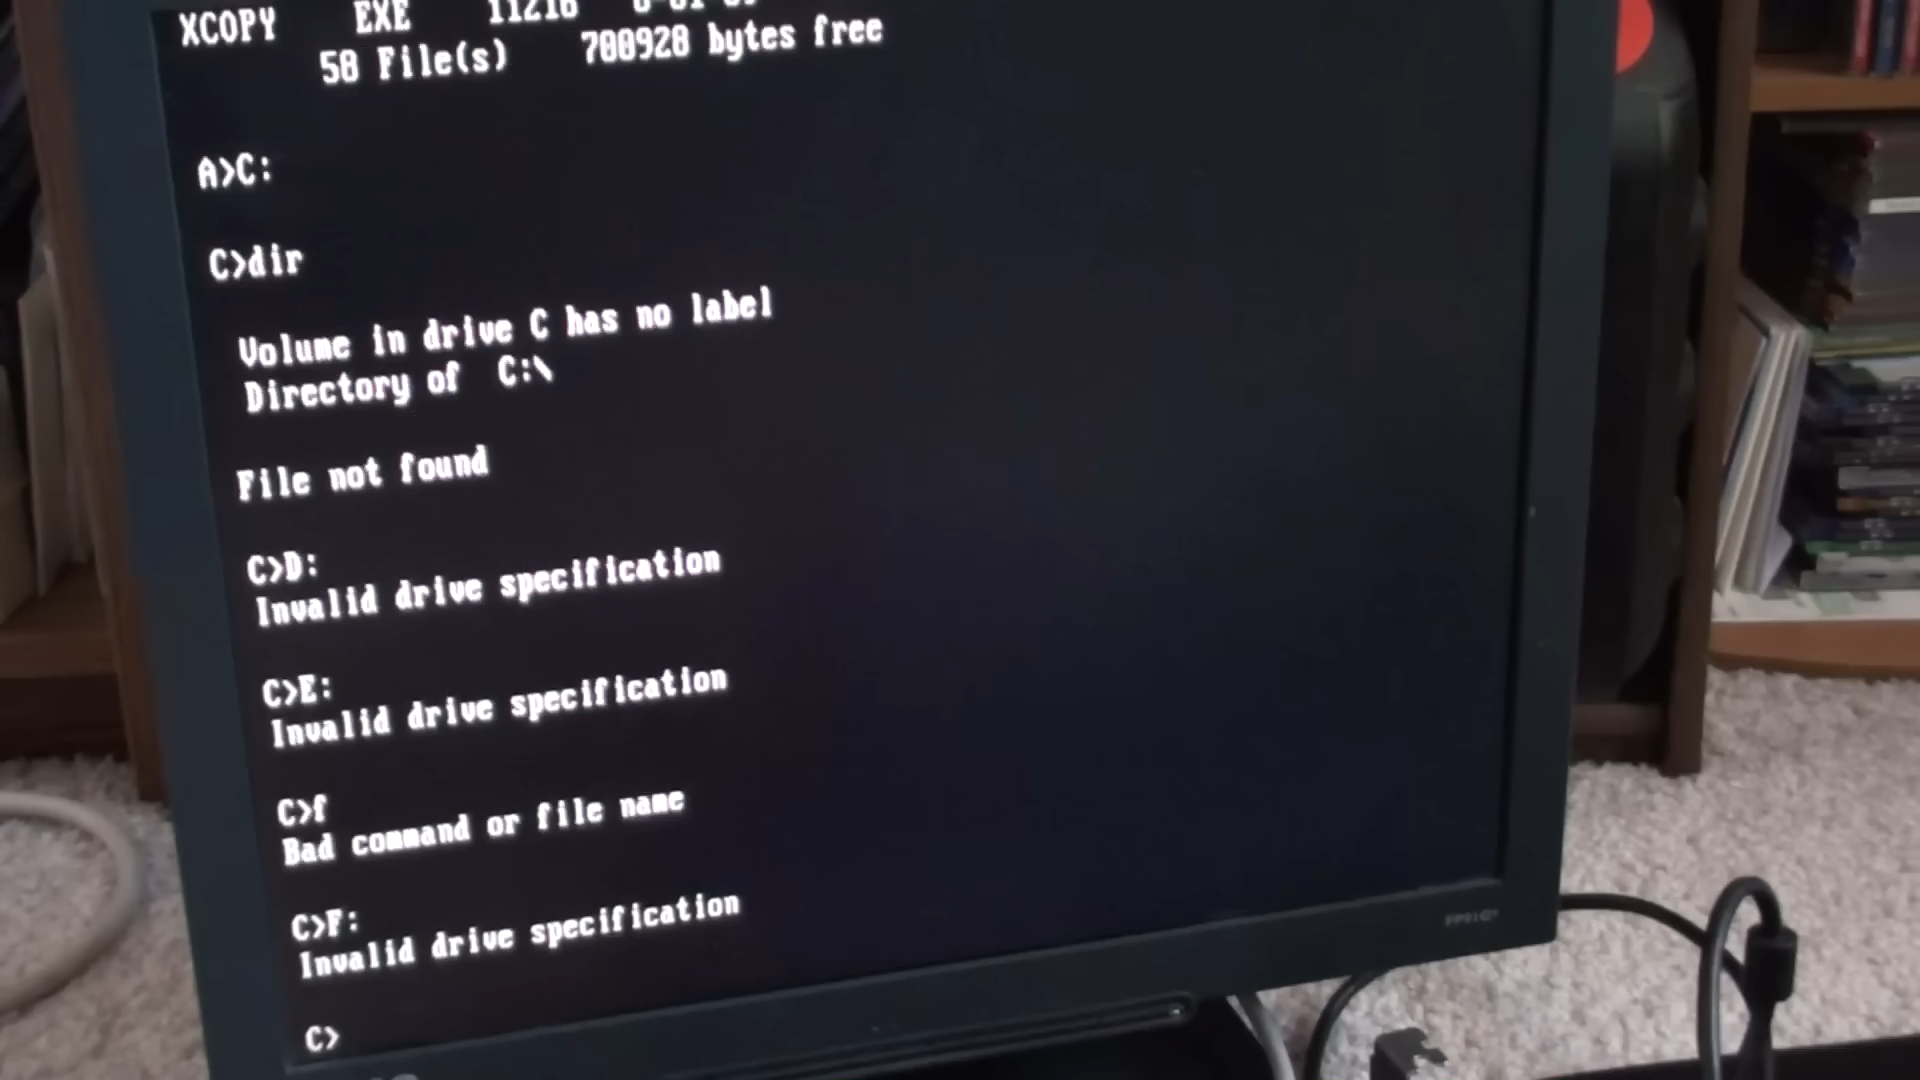 XCOPY EXE 11216
58 File(s) 700928 bytes free
A>C:
C>dir
Volume in drive C has no label
Directory of C:\
File not found
C>D:
Invalid drive specification
C>E:
Invalid drive specification
C>f
Bad command or file name
C>F:
Invalid drive specification
C>